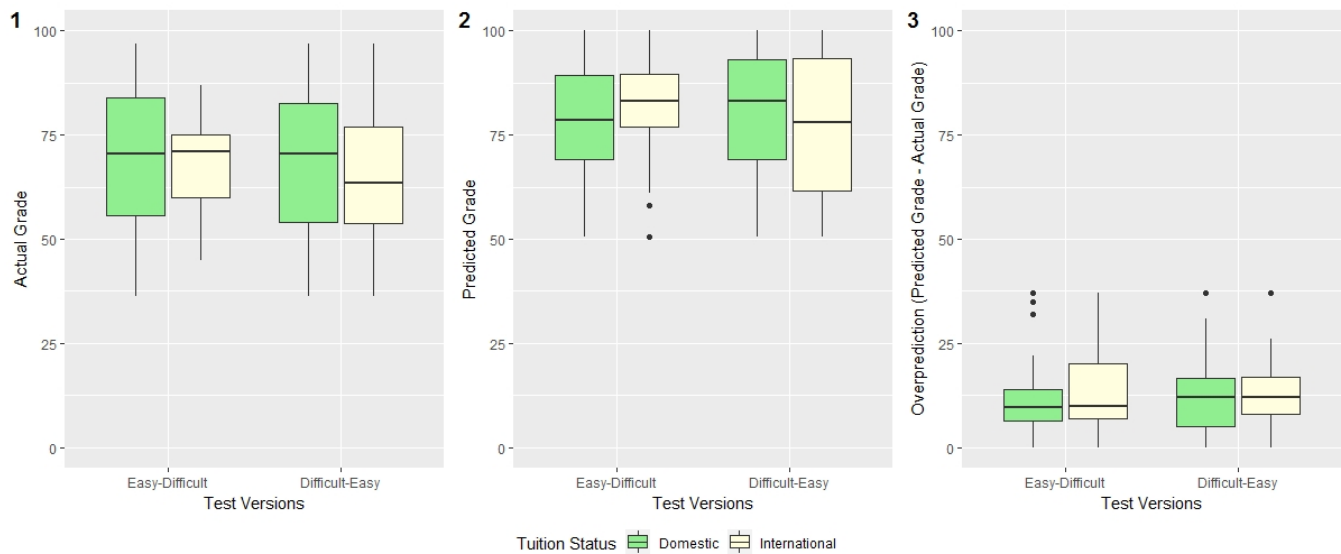 1
100
75
50
25
0
Actual Grade
Easy-Difficult
Difficult-Easy
Test Versions
2
100
75
50
25
0
Predicted Grade
Easy-Difficult
Difficult-Easy
Test Versions
3
100
75
50
25
0
Overprediction (Predicted Grade - Actual Grade)
Easy-Difficult
Difficult-Easy
Test Versions
Tuition Status Domestic International